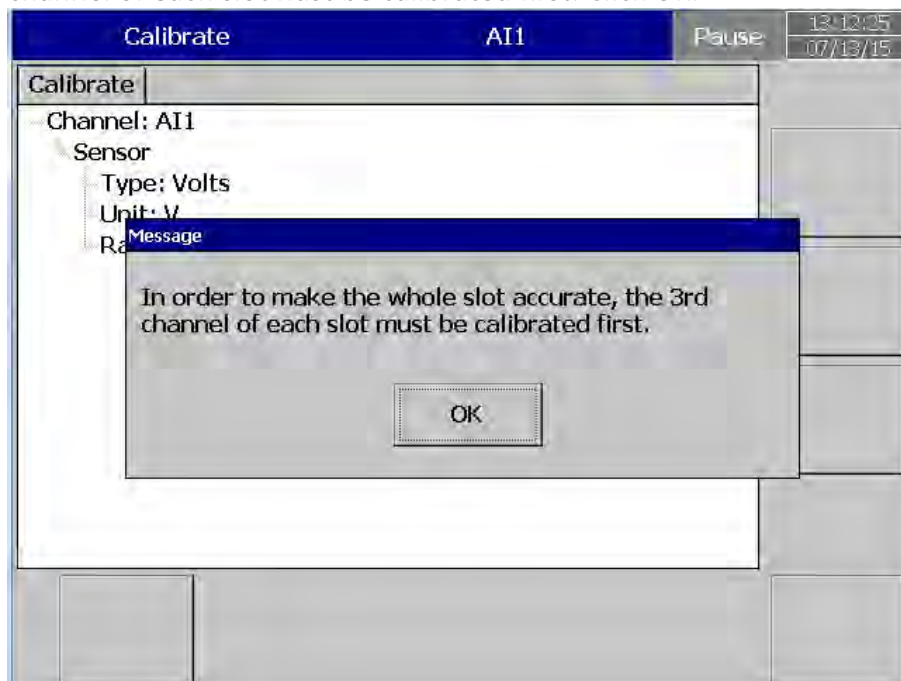 Calibrate AI1 Pause 13:12:25
07/13/15
Calibrate
Channel: AI1
Sensor
Type: Volts
Unit: V
Message
In order to make the whole slot accurate, the 3rd
channel of each slot must be calibrated first.
OK